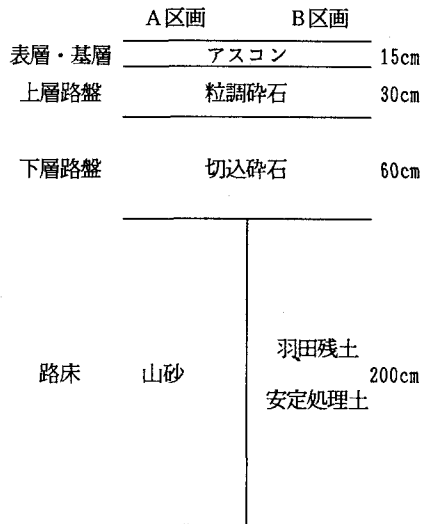 A区画 B区画
表層・基層 アスコン 15cm
上層路盤 粒調砕石 30cm
下層路盤 切込砕石 60cm
羽田残土
路床 山砂 200cm
安定処理土